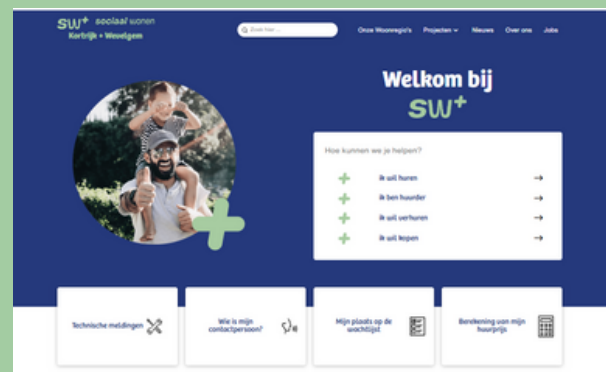 sw+ sociaal wonen
Kortrijk + Wevelgem
Zoek hier ...
Onze Woonregio's Projecten Nieuws Over ons Jobs
Welkom bij
sw+
Hoe kunnen we je helpen?
ik wil huren
ik ben huurder
ik wil verhuren
ik wil kopen
Technische meldingen
Wie is mijn
contactpersoon?
Mijn plaats op de
wachtlijst
Berekening van mijn
huurprijs